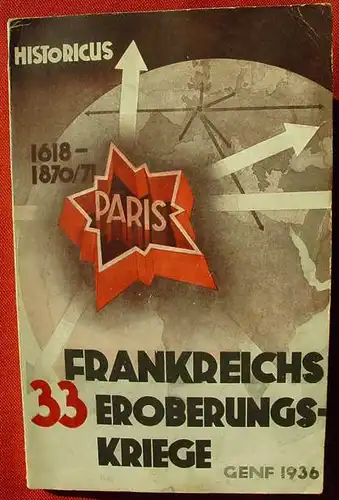 HISTORICUS
1618–
1870/71
PARIS
FRANKREICHS
33 EROBERUNGS-
KRIEGE
GENF 1936